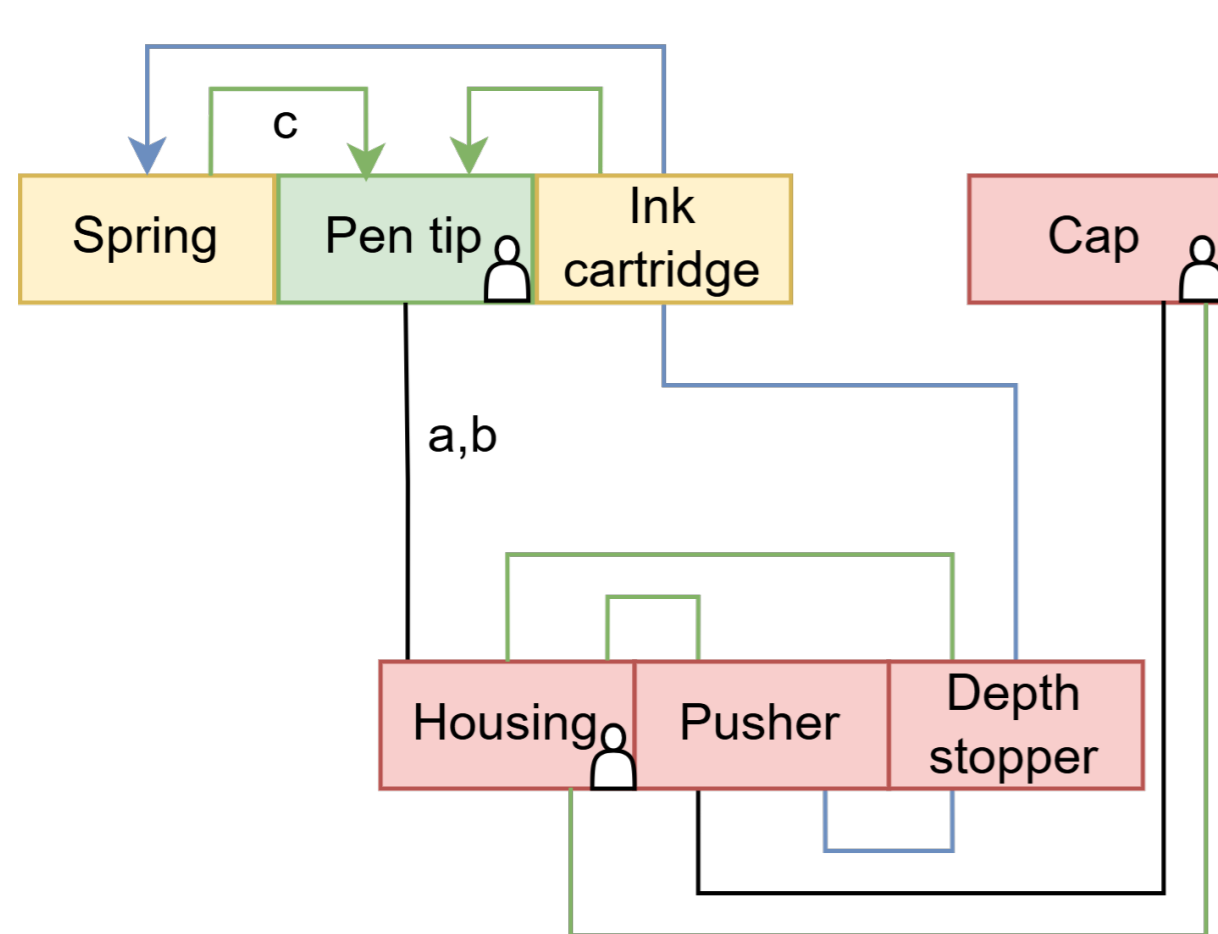 c
Spring
Pen tip
Ink
cartridge
Cap
a,b
Housing
Pusher
Depth
stopper